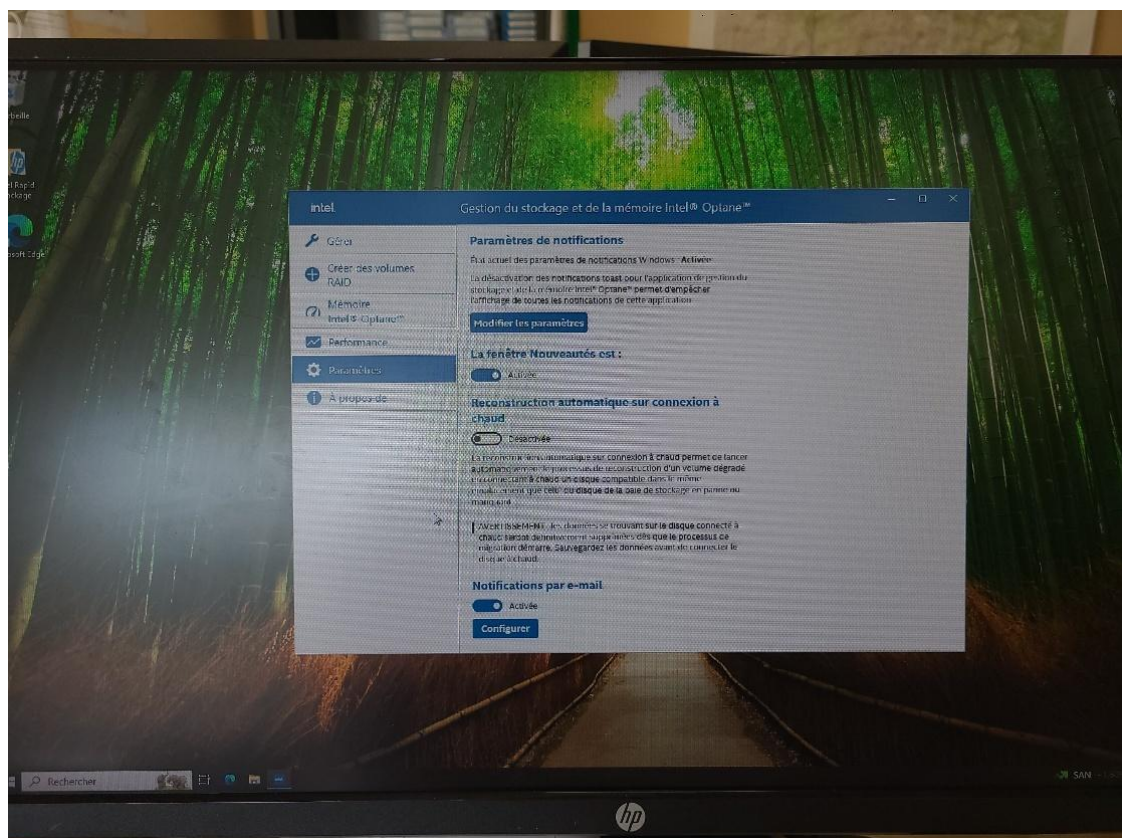 rbeille
el Rapid
ockage
osoft Edge
intel.
Gestion du stockage et de la mémoire Intel® Optane™
Gérer
Créer des volumes
RAID
Mémoire
Intel® Optane™
Performance
Paramètres
À propos de
Paramètres de notifications
État actuel des paramètres de notifications Windows : Activée
La désactivation des notifications toast pour l'application de gestion du
stockage et de la mémoire Intel® Optane™ permet d'empêcher
l'affichage de toutes les notifications de cette application.
Modifier les paramètres
La fenêtre Nouveautés est :
Activée
Reconstruction automatique sur connexion à
chaud
Désactivée
La reconstruction automatique sur connexion à chaud permet de lancer
automatiquement le processus de reconstruction d'un volume dégradé
en connectant à chaud un disque compatible dans le même
emplacement que celui du disque de la baie de stockage en panne ou
manquant.
AVERTISSEMENT : les données se trouvant sur le disque connecté à
chaud seront définitivement supprimées dès que le processus de
migration démarre. Sauvegardez les données avant de connecter le
disque à chaud.
Notifications par e-mail
Activée
Configurer
Rechercher
SAN
hp